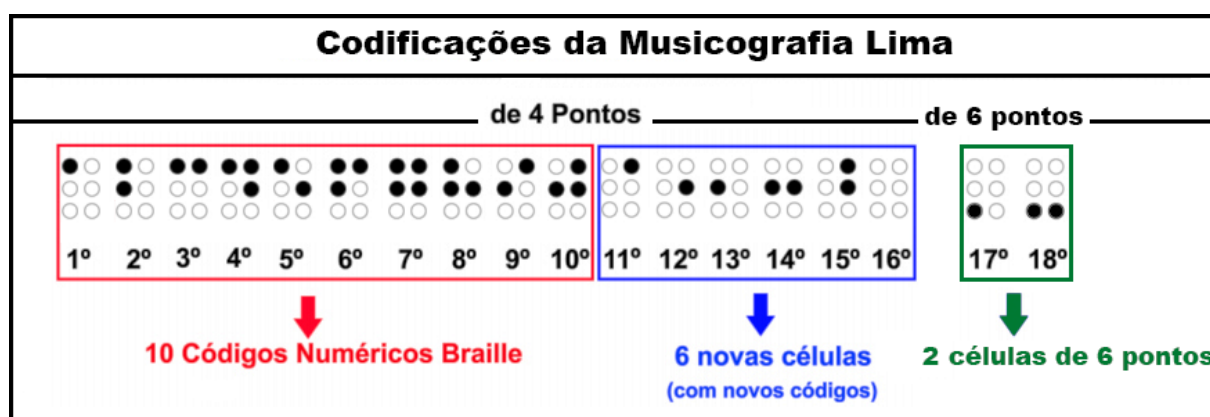 Codificações da Musicografia Lima
de 4 Pontos
de 6 pontos
1º 2º 3º 4º 5º 6º 7º 8º 9º 10º 11º 12º 13º 14º 15º 16º 17º 18º
10 Códigos Numéricos Braille
6 novas células
(com novos códigos)
2 células de 6 pontos